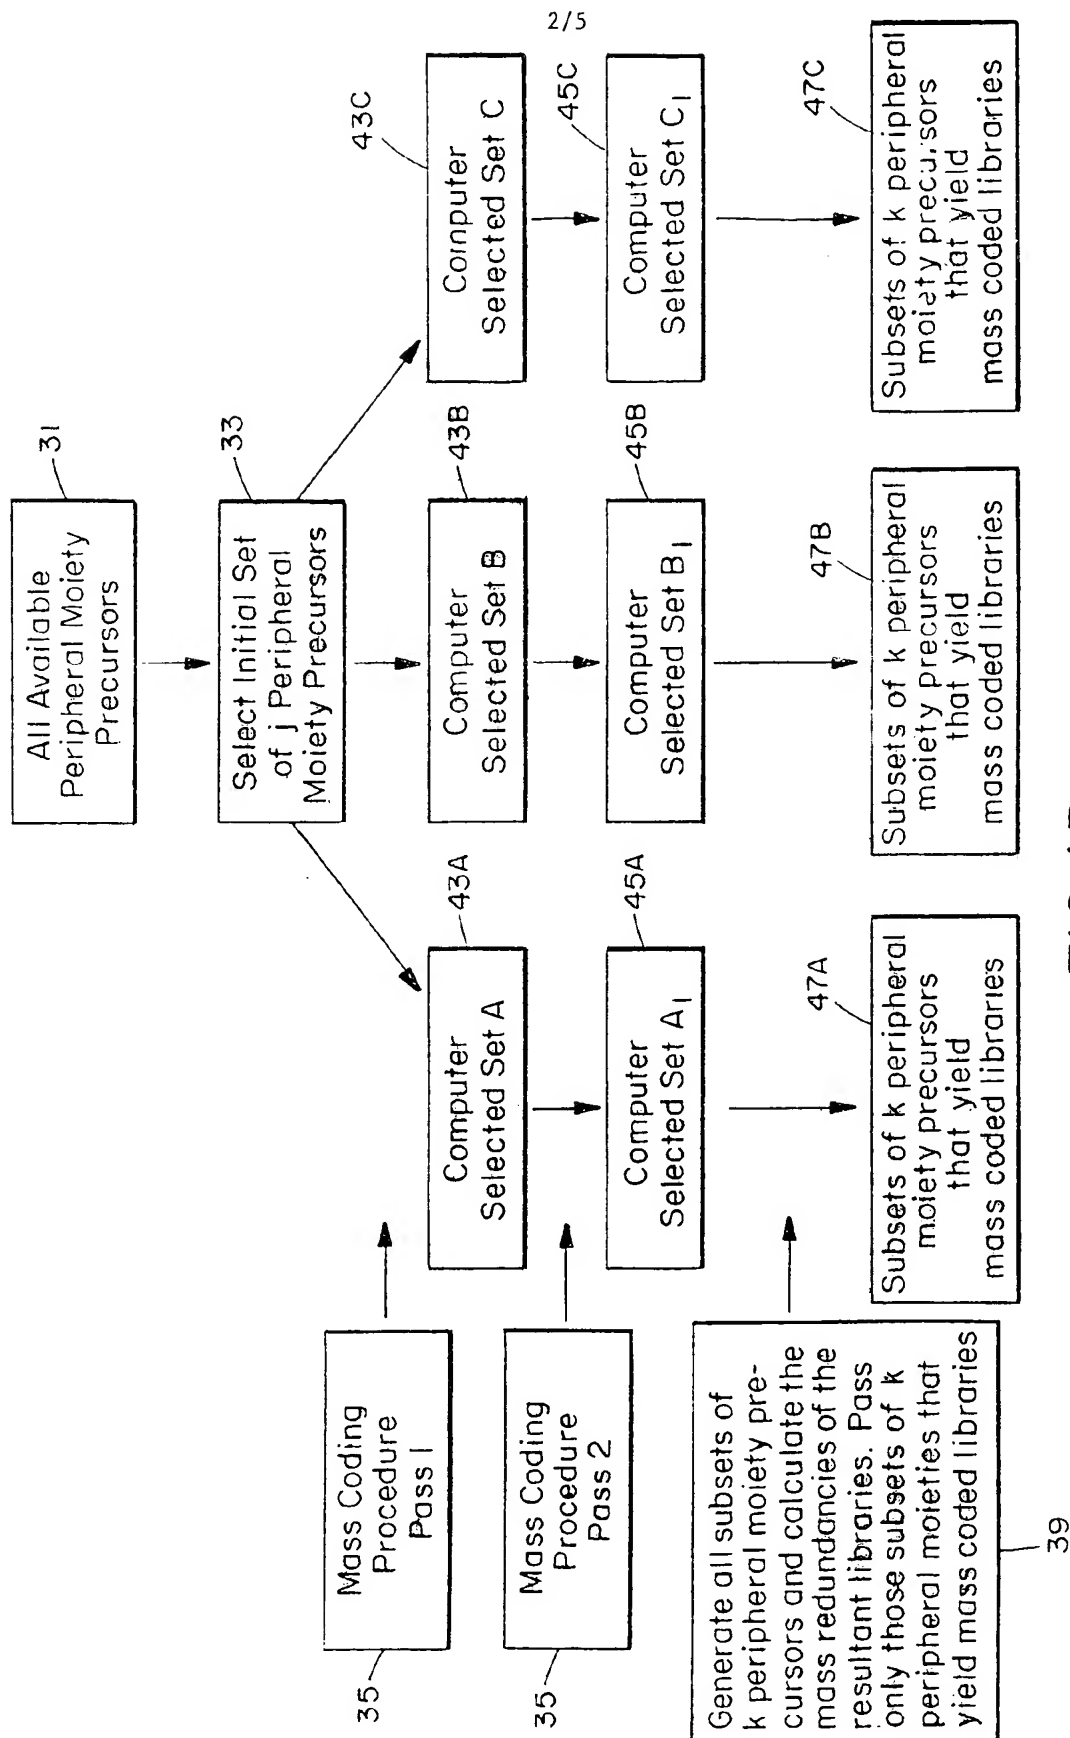 2/5
All Available
Peripheral Moiety
Precursors
31
Select Initial Set
of j Peripheral
Moiety Precursors
33
Mass Coding
Procedure
Pass 1
35
Computer
Selected Set A
43A
Computer
Selected Set B
43B
Computer
Selected Set C
43C
Mass Coding
Procedure
Pass 2
35
Computer
Selected Set A1
45A
Computer
Selected Set B1
45B
Computer
Selected Set C1
45C
Generate all subsets of
k peripheral moiety pre-
cursors and calculate the
mass redundancies of the
resultant libraries. Pass
only those subsets of k
peripheral moieties that
yield mass coded libraries
39
Subsets of k peripheral
moiety precursors
that yield
mass coded libraries
47A
Subsets of k peripheral
moiety precursors
that yield
mass coded libraries
47B
Subsets of k peripheral
moiety precursors
that yield
mass coded libraries
47C